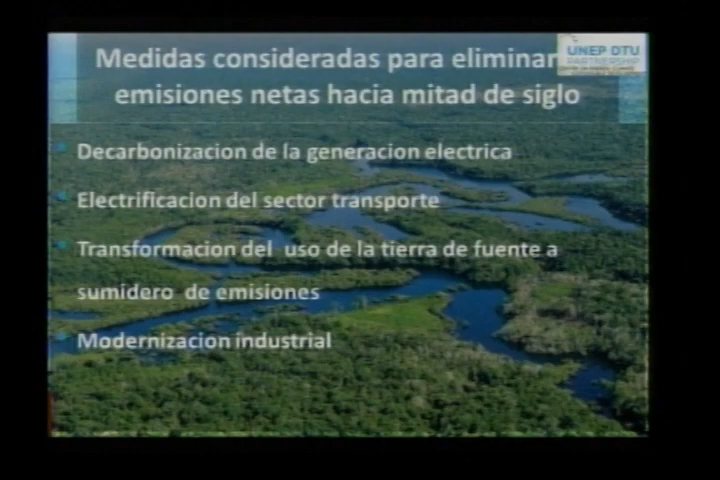 Medidas consideradas para eliminar
UNEP DTU
PARTNERSHIP
emisiones netas hacia mitad de siglo
Decarbonizacion de la generacion electrica
Electrificacion del sector transporte
Transformacion del uso de la tierra de fuente a
sumidero de emisiones
Modernizacion industrial